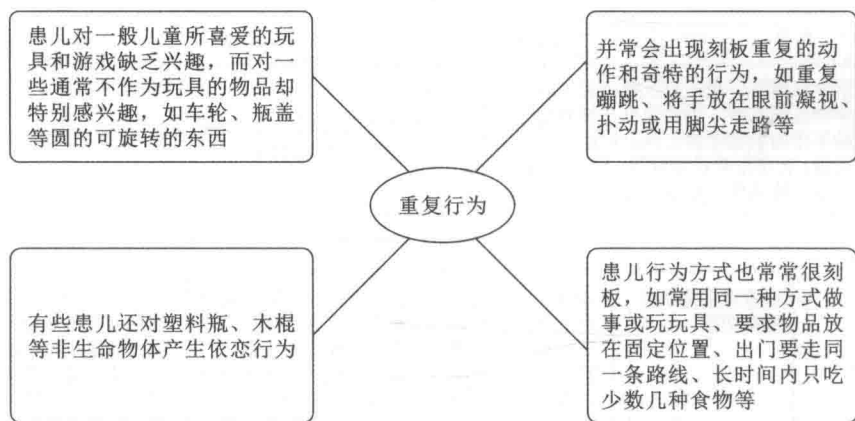 患儿对一般儿童所喜爱的玩
具和游戏缺乏兴趣，而对一
些通常不作为玩具的物品却
特别感兴趣，如车轮、瓶盖
等圆的可旋转的东西
并常会出现刻板重复的动
作和奇特的行为，如重复
蹦跳、将手放在眼前凝视、
扑动或用脚尖走路等
重复行为
有些患儿还对塑料瓶、木棍
等非生命物体产生依恋行为
患儿行为方式也常常很刻
板，如常用同一种方式做
事或玩玩具、要求物品放
在固定位置、出门要走同
一条路线、长时间内只吃
少数几种食物等